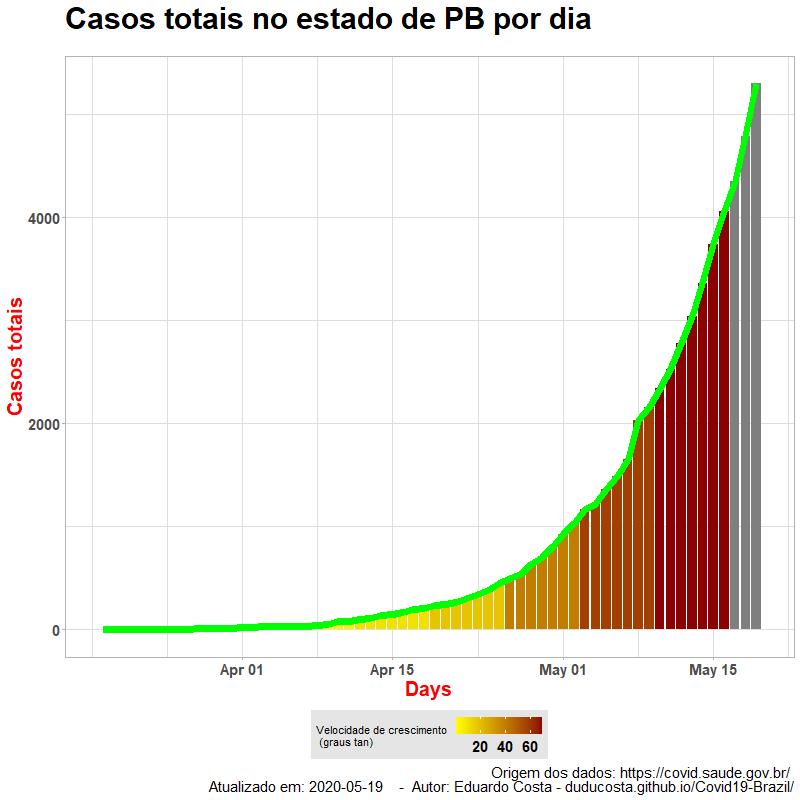 Casos totais no estado de PB por dia
Casos totais
4000
2000
0
Apr 01
Apr 15
May 01
May 15
Days
Velocidade de crescimento
(graus tan)
20 40 60
Origem dos dados: https://covid.saude.gov.br/
Atualizado em: 2020-05-19 - Autor: Eduardo Costa - duducosta.github.io/Covid19-Brazil/